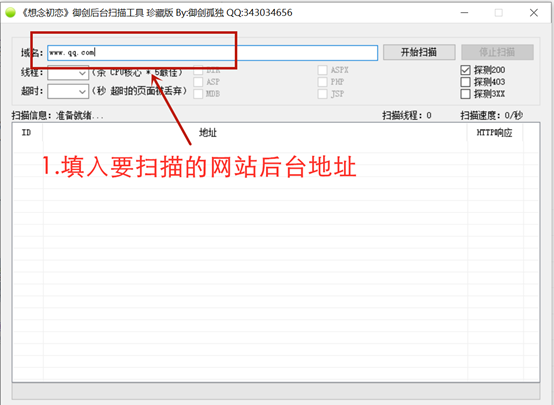 《想念初恋》御剑后台扫描工具 珍藏版 By:御剑孤独 QQ:343034656
域名: www.qq.com 开始扫描 停止扫描
线程: (条 CPU核心 * 5最佳) DIR ASPX 探测200
超时: (秒 超时的页面被丢弃) ASP PHP 探测403
MDB JSP 探测3XX
扫描信息: 准备就绪... 扫描线程: 0 扫描速度: 0/秒
ID 地址 HTTP响应
1.填入要扫描的网站后台地址